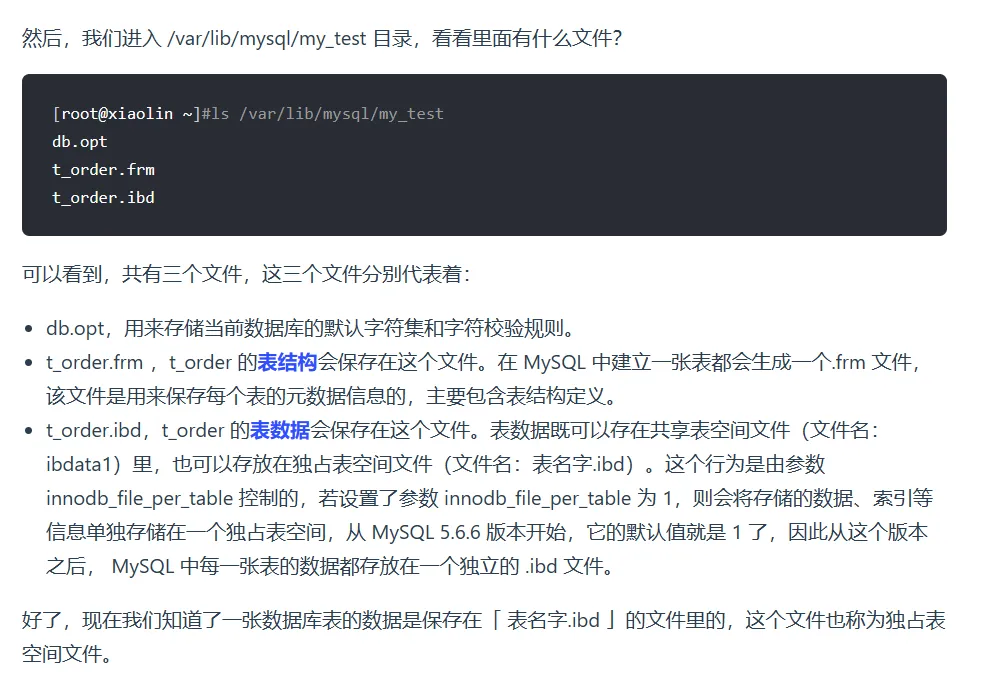 然后，我们进入 /var/lib/mysql/my_test 目录，看看里面有什么文件？
[root@xiaolin ~]#ls /var/lib/mysql/my_test
db.opt
t_order.frm
t_order.ibd
可以看到，共有三个文件，这三个文件分别代表着：
• db.opt，用来存储当前数据库的默认字符集和字符校验规则。
• t_order.frm ，t_order 的表结构会保存在这个文件。在 MySQL 中建立一张表都会生成一个.frm 文件，
该文件是用来保存每个表的元数据信息的，主要包含表结构定义。
• t_order.ibd，t_order 的表数据会保存在这个文件。表数据既可以存在共享表空间文件（文件名：
ibdata1）里，也可以存放在独占表空间文件（文件名：表名字.ibd）。这个行为是由参数
innodb_file_per_table 控制的，若设置了参数 innodb_file_per_table 为 1，则会将存储的数据、索引等
信息单独存储在一个独占表空间，从 MySQL 5.6.6 版本开始，它的默认值就是 1 了，因此从这个版本
之后， MySQL 中每一张表的数据都存放在一个独立的 .ibd 文件。
好了，现在我们知道了一张数据库表的数据是保存在「 表名字.ibd 」的文件里的，这个文件也称为独占表
空间文件。